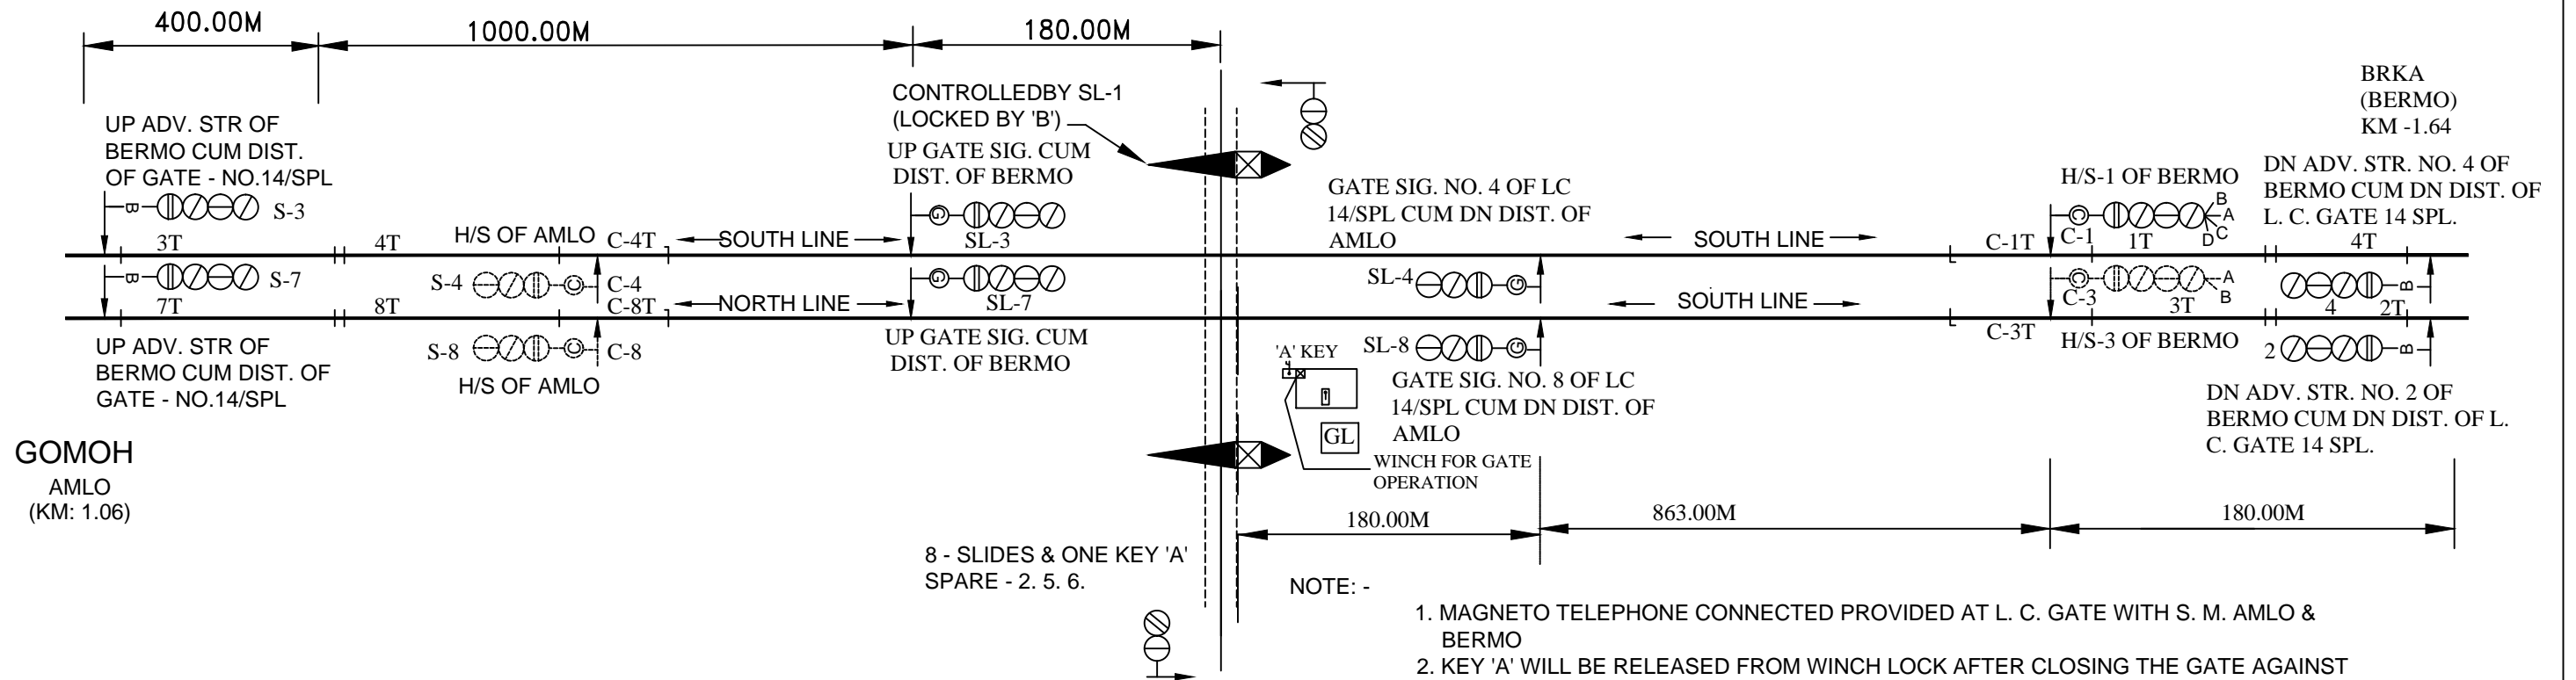 400.00M
1000.00M
180.00M
CONTROLLEDBY SL-1
(LOCKED BY 'B')
BRKA
(BERMO)
KM -1.64
UP ADV. STR OF
BERMO CUM DIST.
OF GATE - NO.14/SPL
UP GATE SIG. CUM
DIST. OF BERMO
GATE SIG. NO. 4 OF LC
14/SPL CUM DN DIST. OF
AMLO
H/S-1 OF BERMO
DN ADV. STR. NO. 4 OF
BERMO CUM DN DIST. OF
L. C. GATE 14 SPL.
B
S-3
G
SL-3
C
C-1
B
A
C
D
3T
4T
H/S OF AMLO
C-4T
SOUTH LINE
SOUTH LINE
C-1T
1T
4T
B
S-7
S-4
C
C-4
G
SL-7
SL-4
G
C
C-3
A
B
B
7T
8T
C-8T
NORTH LINE
SOUTH LINE
C-3T
3T
4
2T
UP ADV. STR OF
BERMO CUM DIST. OF
GATE - NO.14/SPL
S-8
C
C-8
H/S OF AMLO
UP GATE SIG. CUM
DIST. OF BERMO
'A' KEY
SL-8
G
H/S-3 OF BERMO
2
B
GATE SIG. NO. 8 OF LC
14/SPL CUM DN DIST. OF
AMLO
DN ADV. STR. NO. 2 OF
BERMO CUM DN DIST. OF L.
C. GATE 14 SPL.
GL
WINCH FOR GATE
OPERATION
GOMOH
AMLO
(KM: 1.06)
180.00M
863.00M
180.00M
8 - SLIDES & ONE KEY 'A'
SPARE - 2. 5. 6.
NOTE: -
1. MAGNETO TELEPHONE CONNECTED PROVIDED AT L. C. GATE WITH S. M. AMLO &
BERMO
2. KEY 'A' WILL BE RELEASED FROM WINCH LOCK AFTER CLOSING THE GATE AGAINST